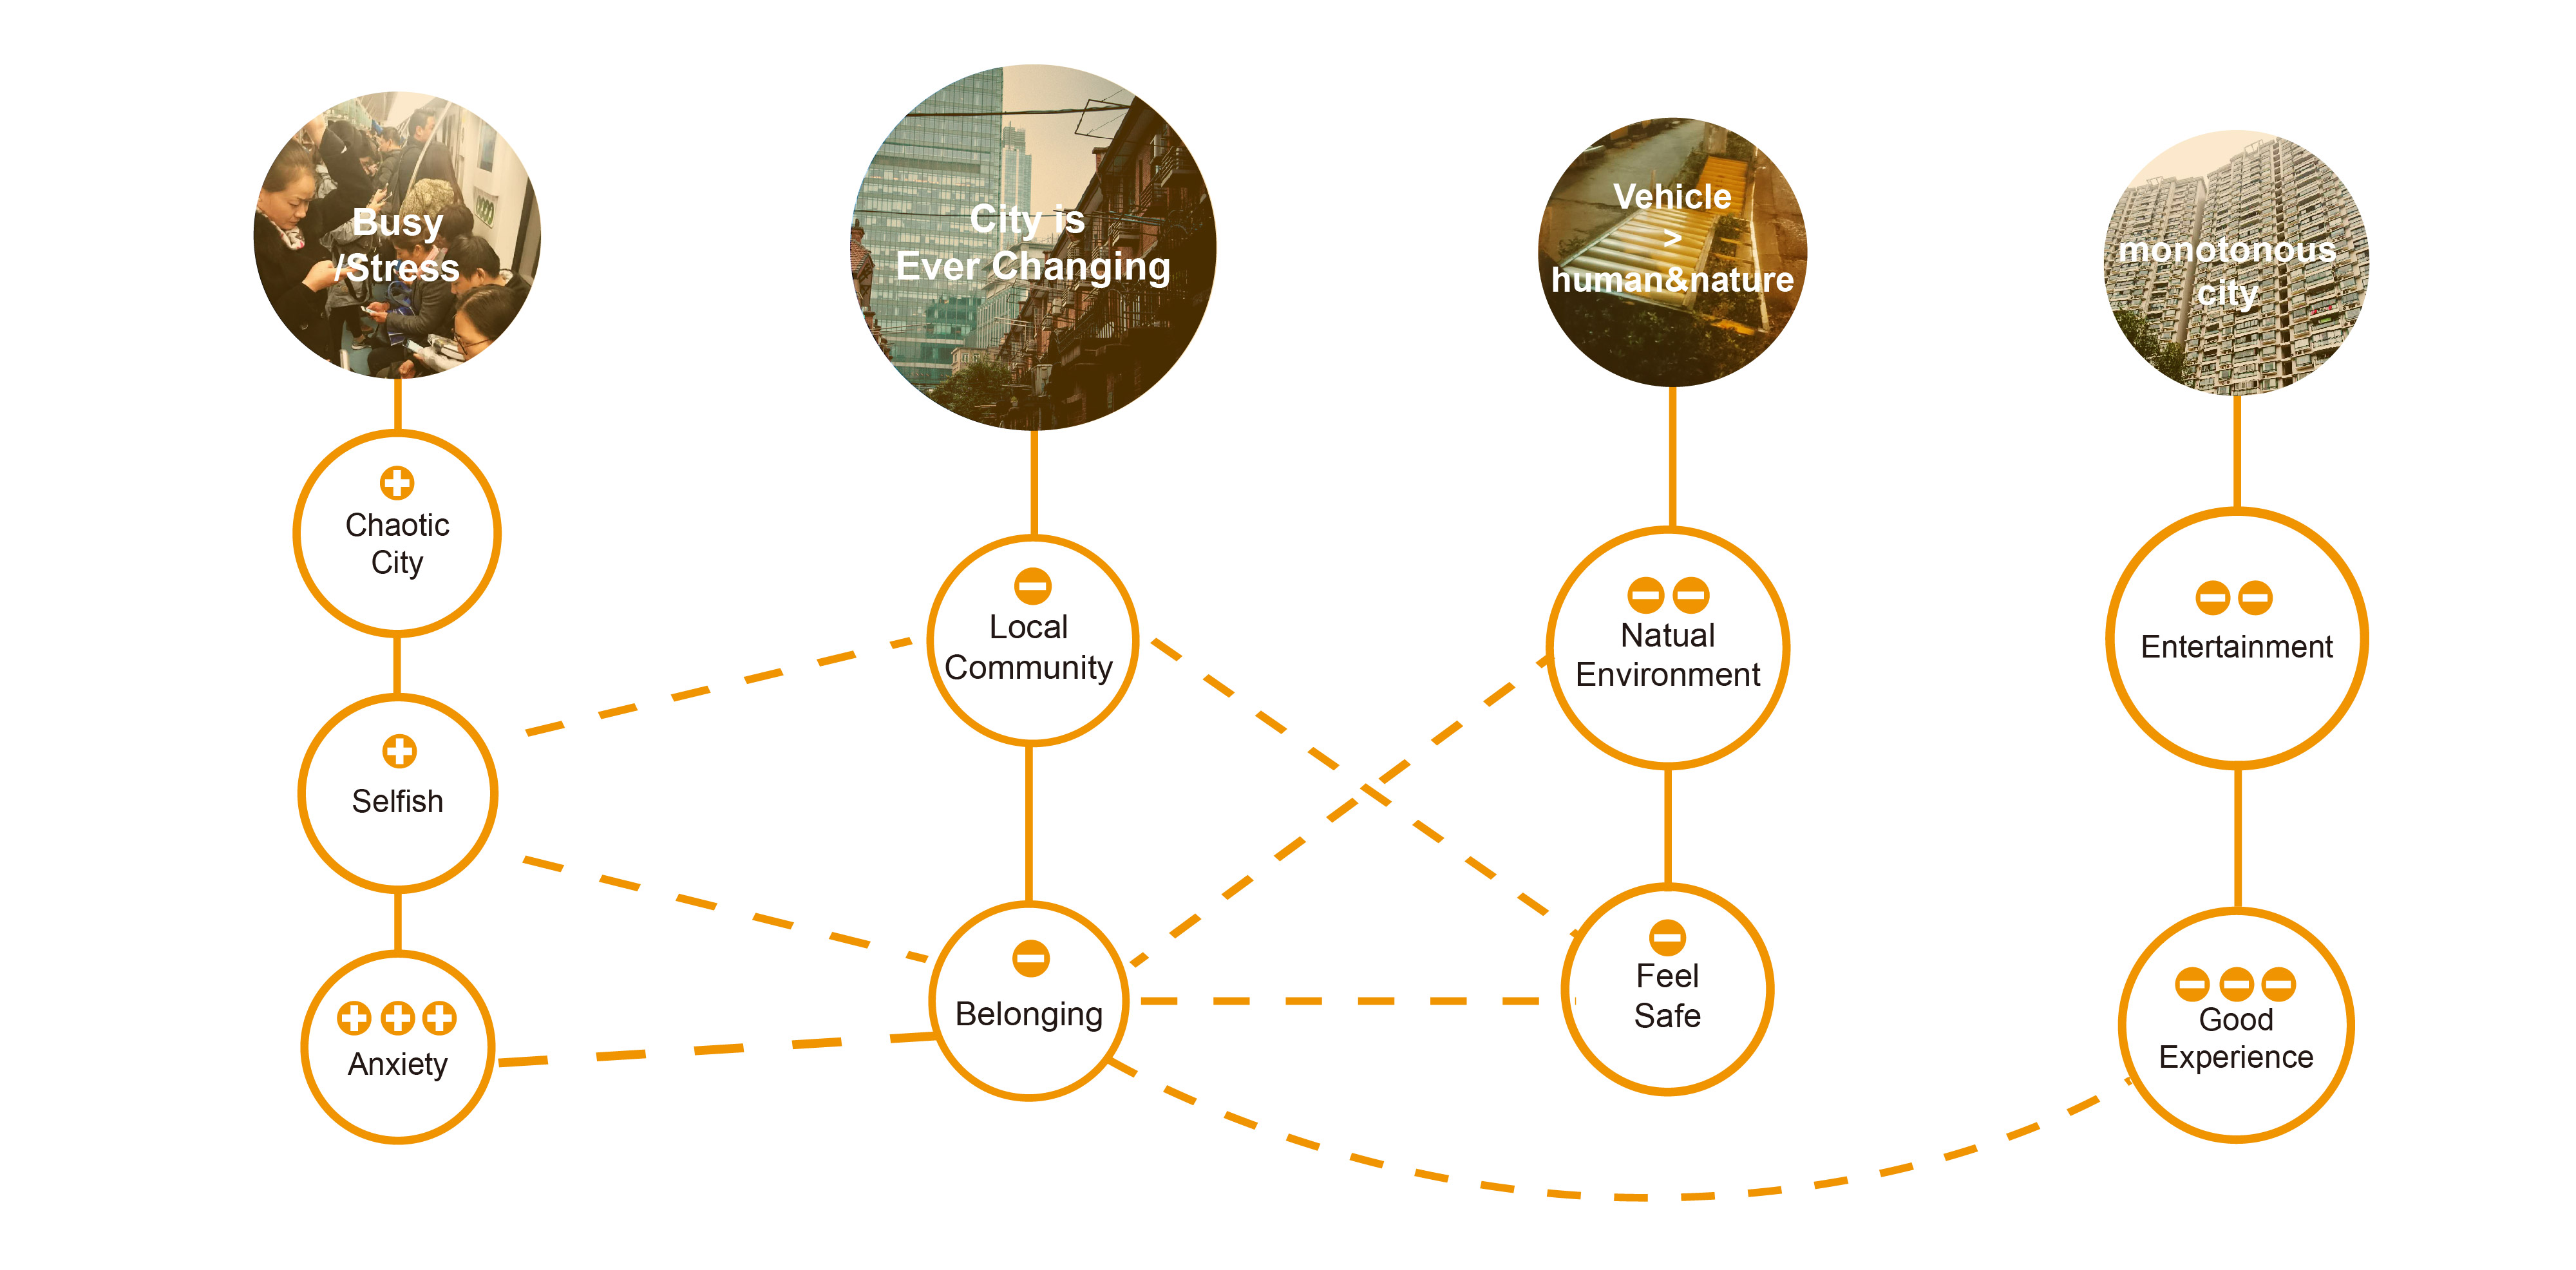 Busy
/Stress
City is
Ever Changing
Vehicle
>
human&nature
monotonous
city
Chaotic
City
Selfish
Anxiety
Local
Community
Belonging
Natual
Environment
Feel
Safe
Entertainment
Good
Experience